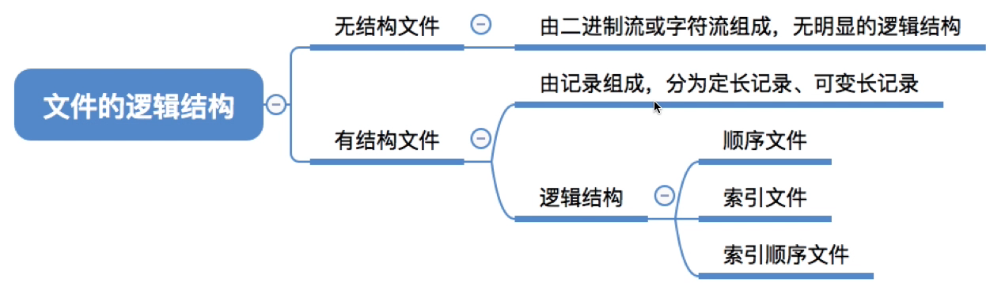 文件的逻辑结构
无结构文件
由二进制流或字符流组成，无明显的逻辑结构
有结构文件
由记录组成，分为定长记录、可变长记录
逻辑结构
顺序文件
索引文件
索引顺序文件